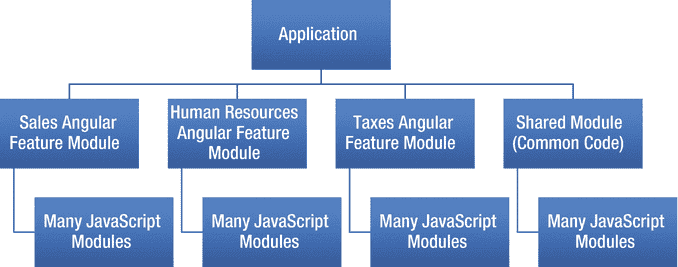 Application
Sales Angular
Feature Module
Human Resources
Angular Feature
Module
Taxes Angular
Feature Module
Shared Module
(Common Code)
Many JavaScript
Modules
Many JavaScript
Modules
Many JavaScript
Modules
Many JavaScript
Modules